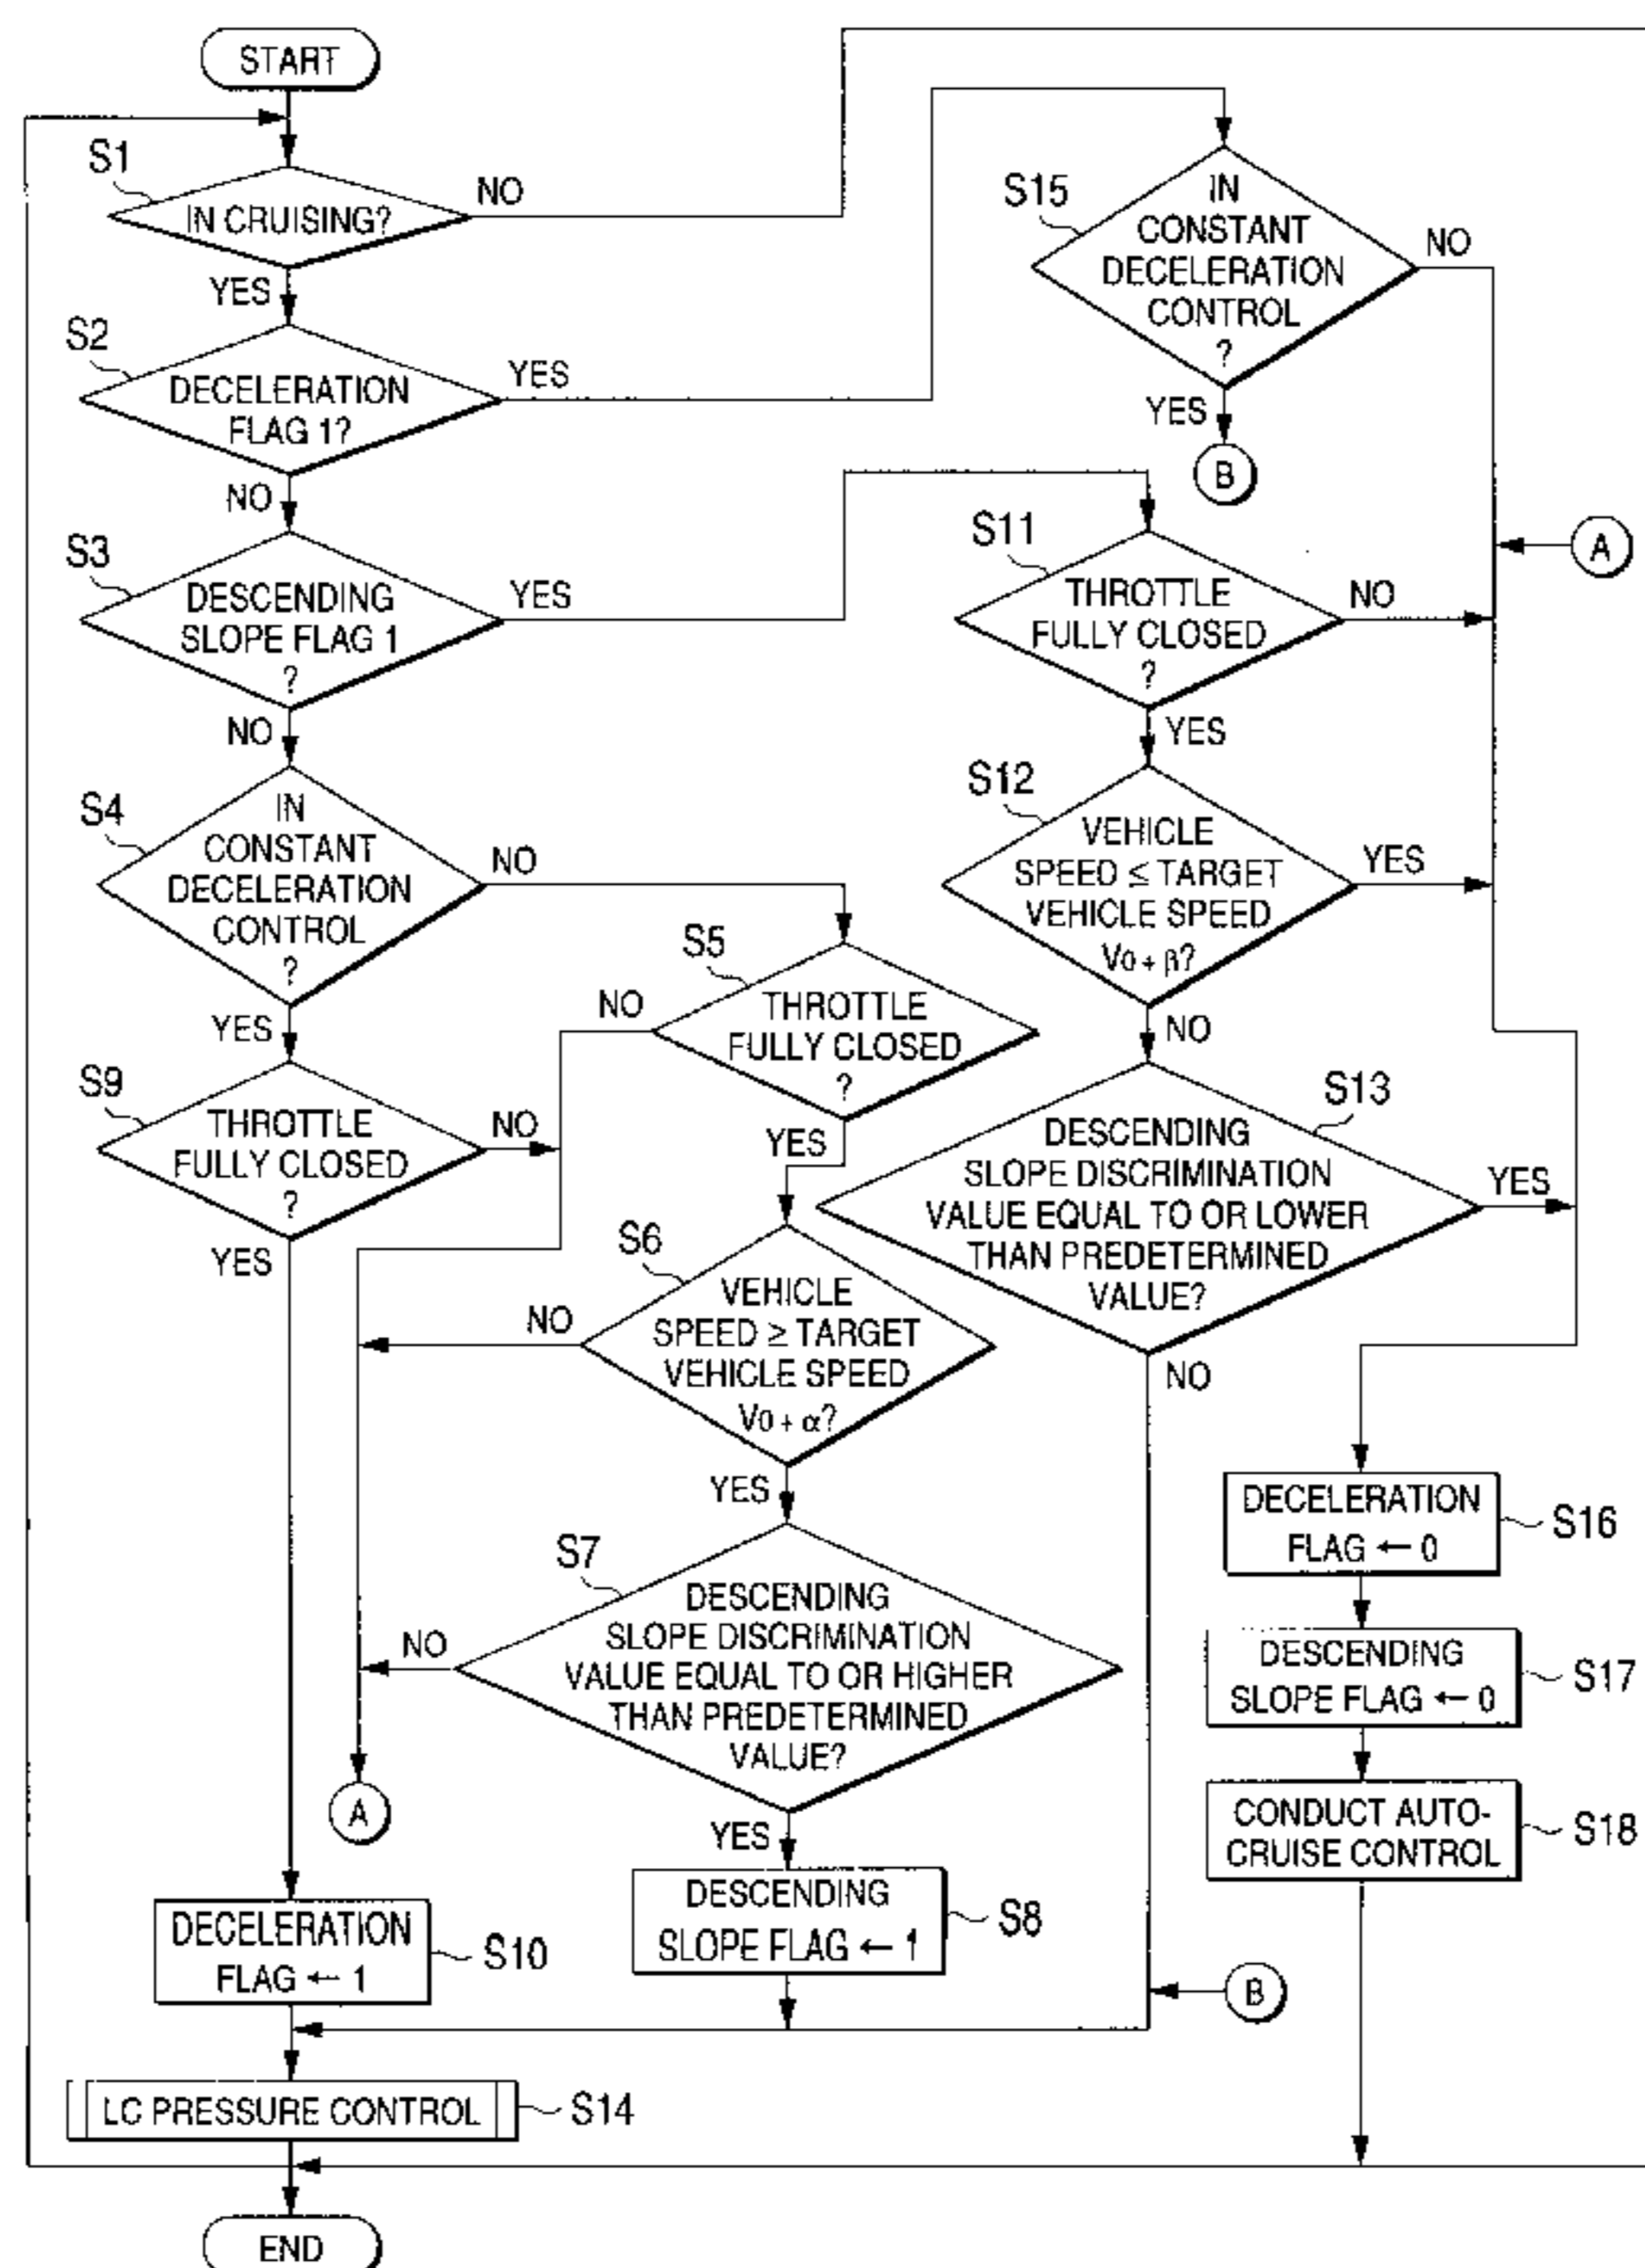 START
S1
IN CRUISING?
NO
YES
S2
DECELERATION
FLAG 1?
YES
NO
S3
DESCENDING
SLOPE FLAG 1
?
YES
NO
S4
IN
CONSTANT
DECELERATION
CONTROL
?
NO
YES
S9
THROTTLE
FULLY CLOSED
?
NO
YES
S5
THROTTLE
FULLY CLOSED
?
NO
YES
S6
VEHICLE
SPEED ≥ TARGET
VEHICLE SPEED
V0 + α?
NO
YES
S7
DESCENDING
SLOPE DISCRIMINATION
VALUE EQUAL TO OR HIGHER
THAN PREDETERMINED
VALUE?
NO
YES
A
DESCENDING
SLOPE FLAG ← 1
S8
DECELERATION
FLAG ← 1
S10
LC PRESSURE CONTROL
S14
END
S15
IN
CONSTANT
DECELERATION
CONTROL
?
NO
YES
B
A
S11
THROTTLE
FULLY CLOSED
?
NO
YES
S12
VEHICLE
SPEED ≤ TARGET
VEHICLE SPEED
V0 + β?
YES
NO
S13
DESCENDING
SLOPE DISCRIMINATION
VALUE EQUAL TO OR LOWER
THAN PREDETERMINED
VALUE?
YES
NO
DECELERATION
FLAG ← 0
S16
DESCENDING
SLOPE FLAG ← 0
S17
CONDUCT AUTO-
CRUISE CONTROL
S18
B